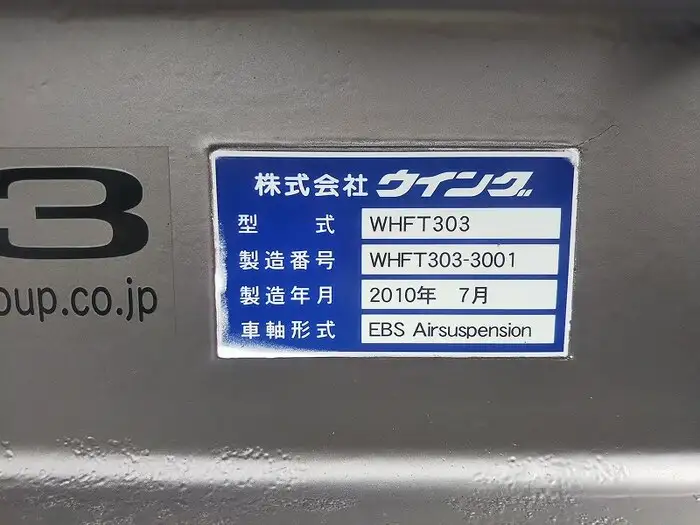 株式会社 ウイング
型 式 WHFT303
製造番号 WHFT303-3001
製造年月 2010年 7月
車軸形式 EBS Airsuspension
3
oup.co.jp